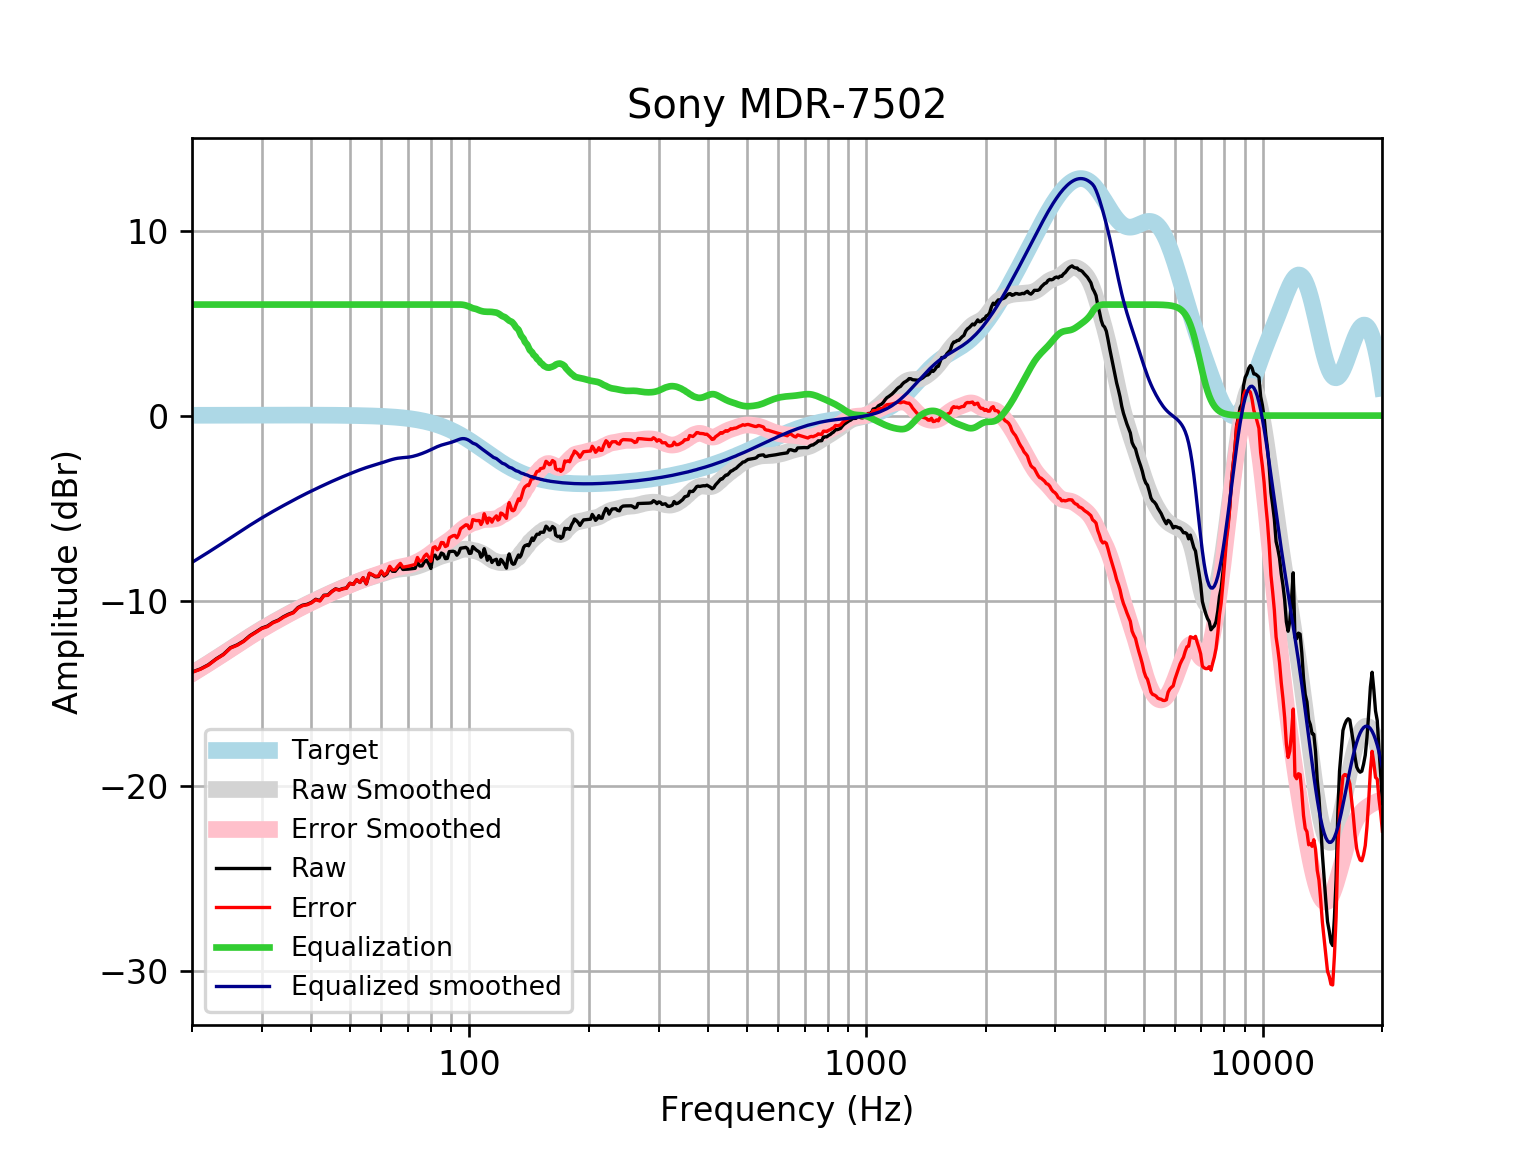 Sony MDR-7502
10
0
−10
−20
−30
Amplitude (dBr)
Target
Raw Smoothed
Error Smoothed
Raw
Error
Equalization
Equalized smoothed
100
1000
10000
Frequency (Hz)